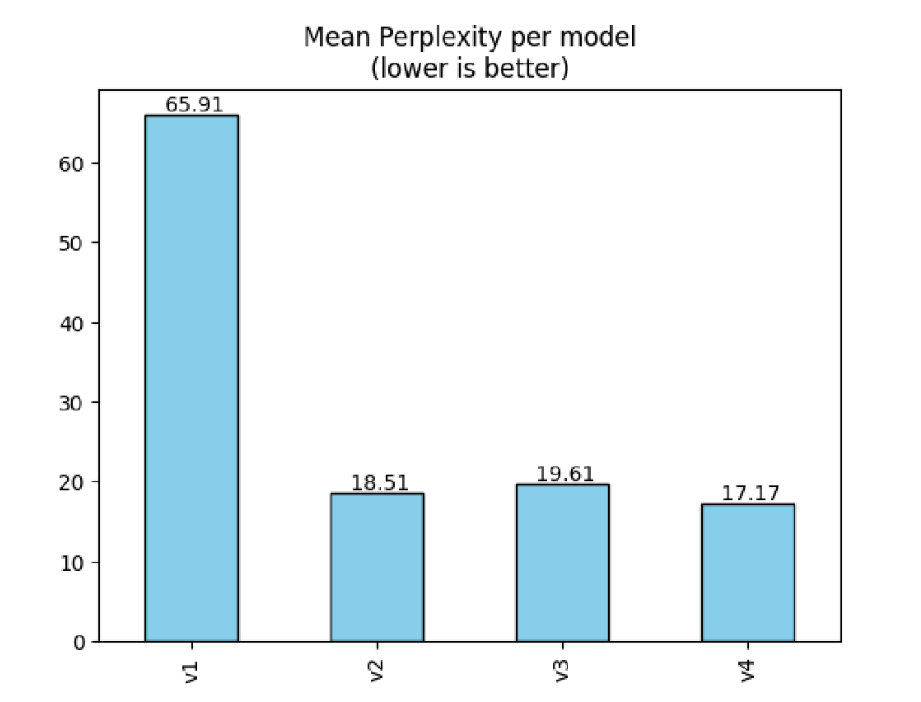 Mean Perplexity per model
(lower is better)
65.91
60
50
40
30
20
10
0
18.51
19.61
17.17
v1
v2
v3
v4